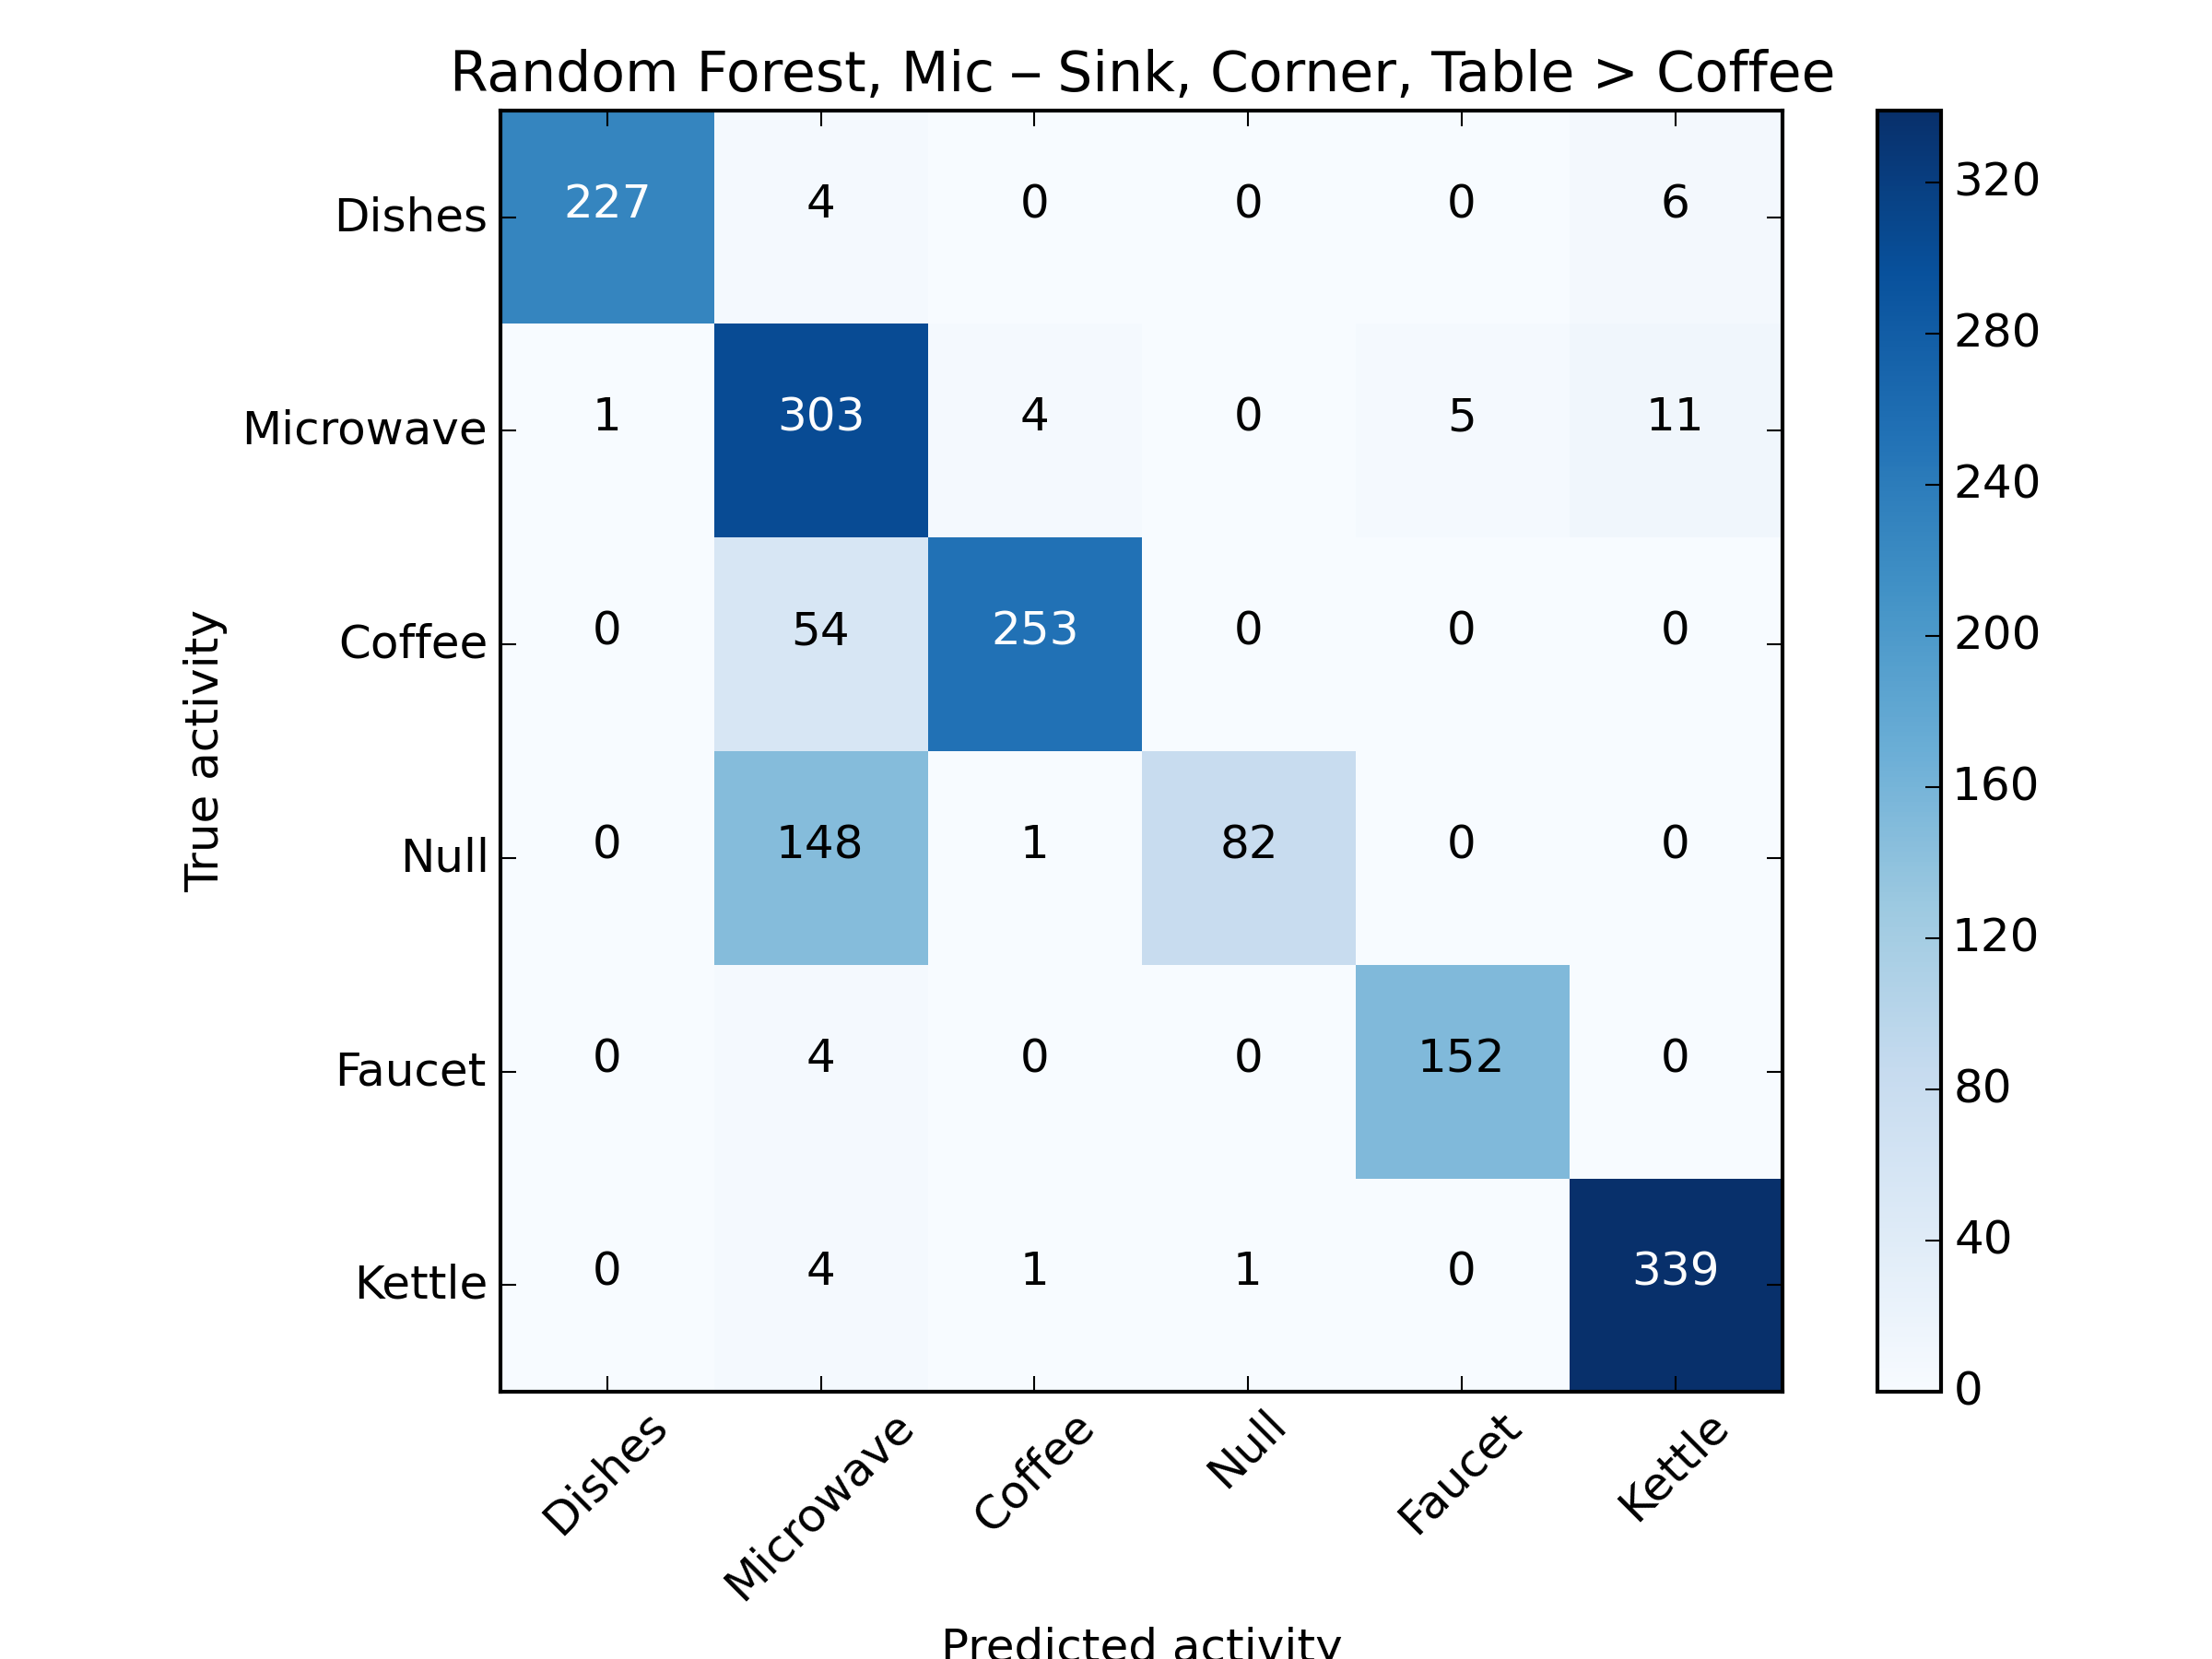 Random Forest, Mic – Sink, Corner, Table > Coffee
Dishes 227 4 0 0 0 6
Microwave 1 303 4 0 5 11
Coffee 0 54 253 0 0 0
Null 0 148 1 82 0 0
Faucet 0 4 0 0 152 0
Kettle 0 4 1 1 0 339
True activity
Dishes Microwave Coffee Null Faucet Kettle
Predicted activity
320
280
240
200
160
120
80
40
0